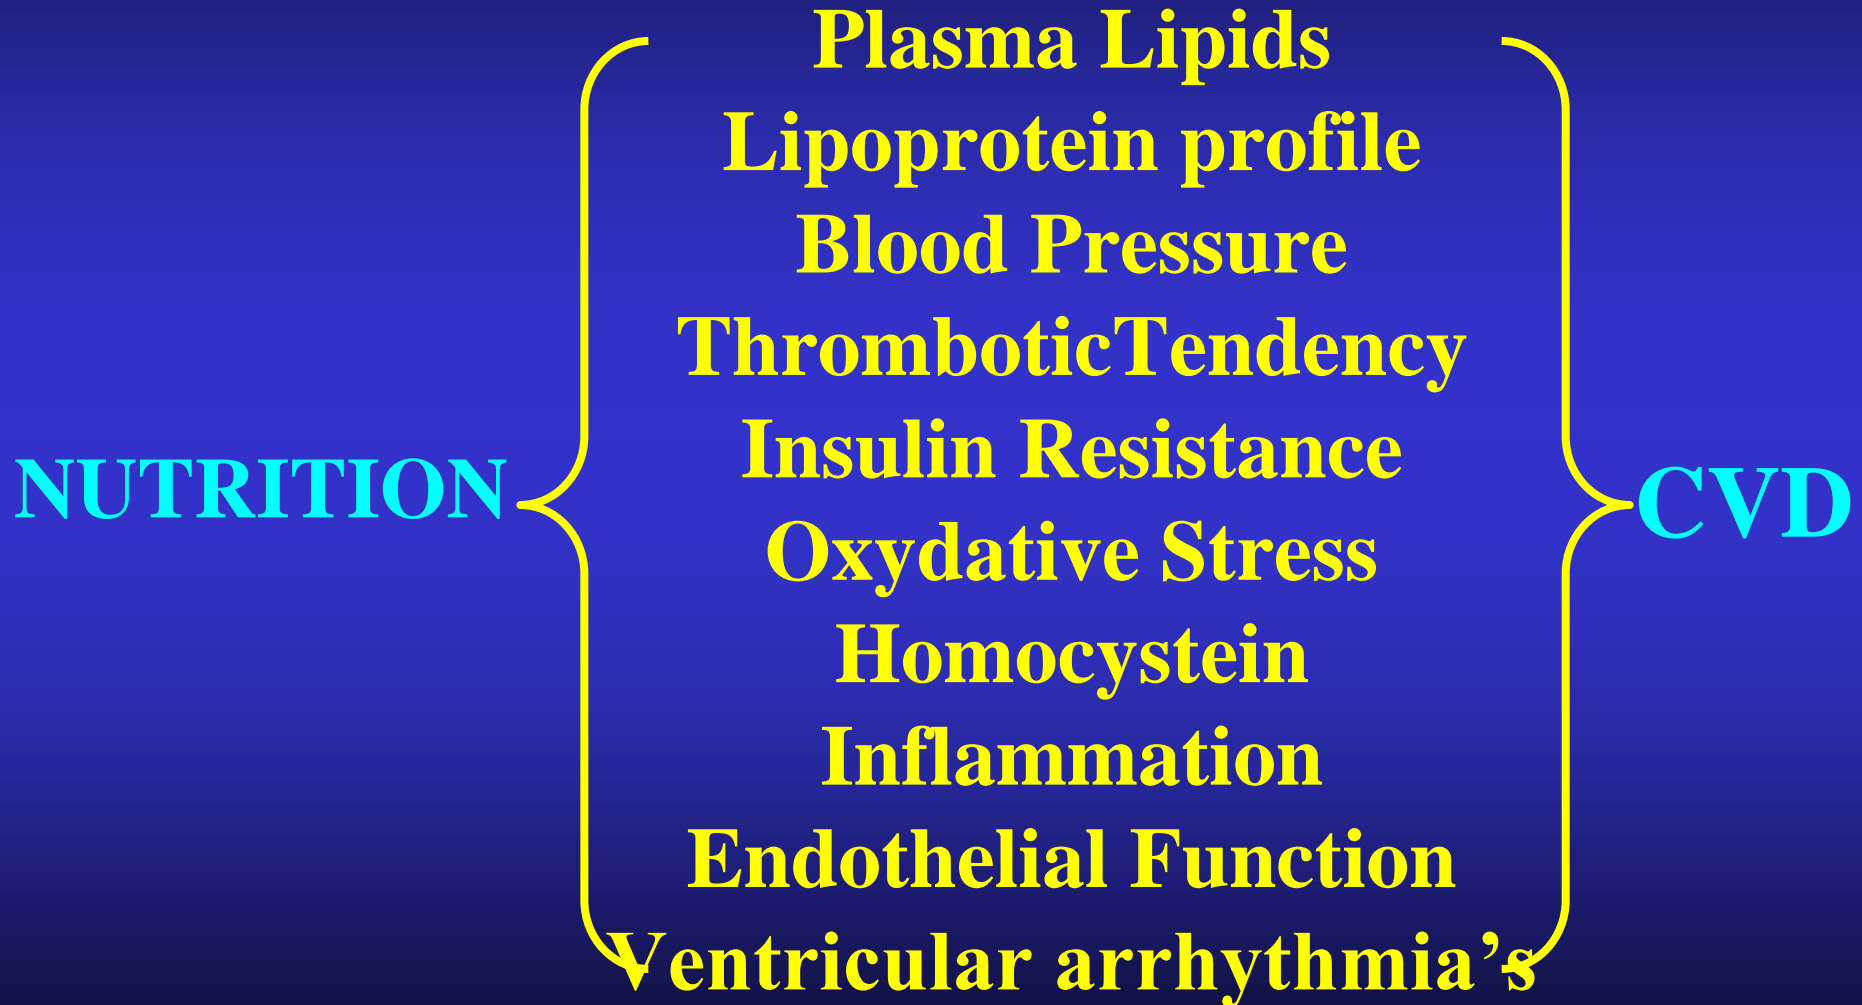 Plasma Lipids
Lipoprotein profile
Blood Pressure
ThromboticTendency
Insulin Resistance
NUTRITION
CVD
Oxydative Stress
Homocystein
Inflammation
Endothelial Function
Ventricular arrhythmia’s